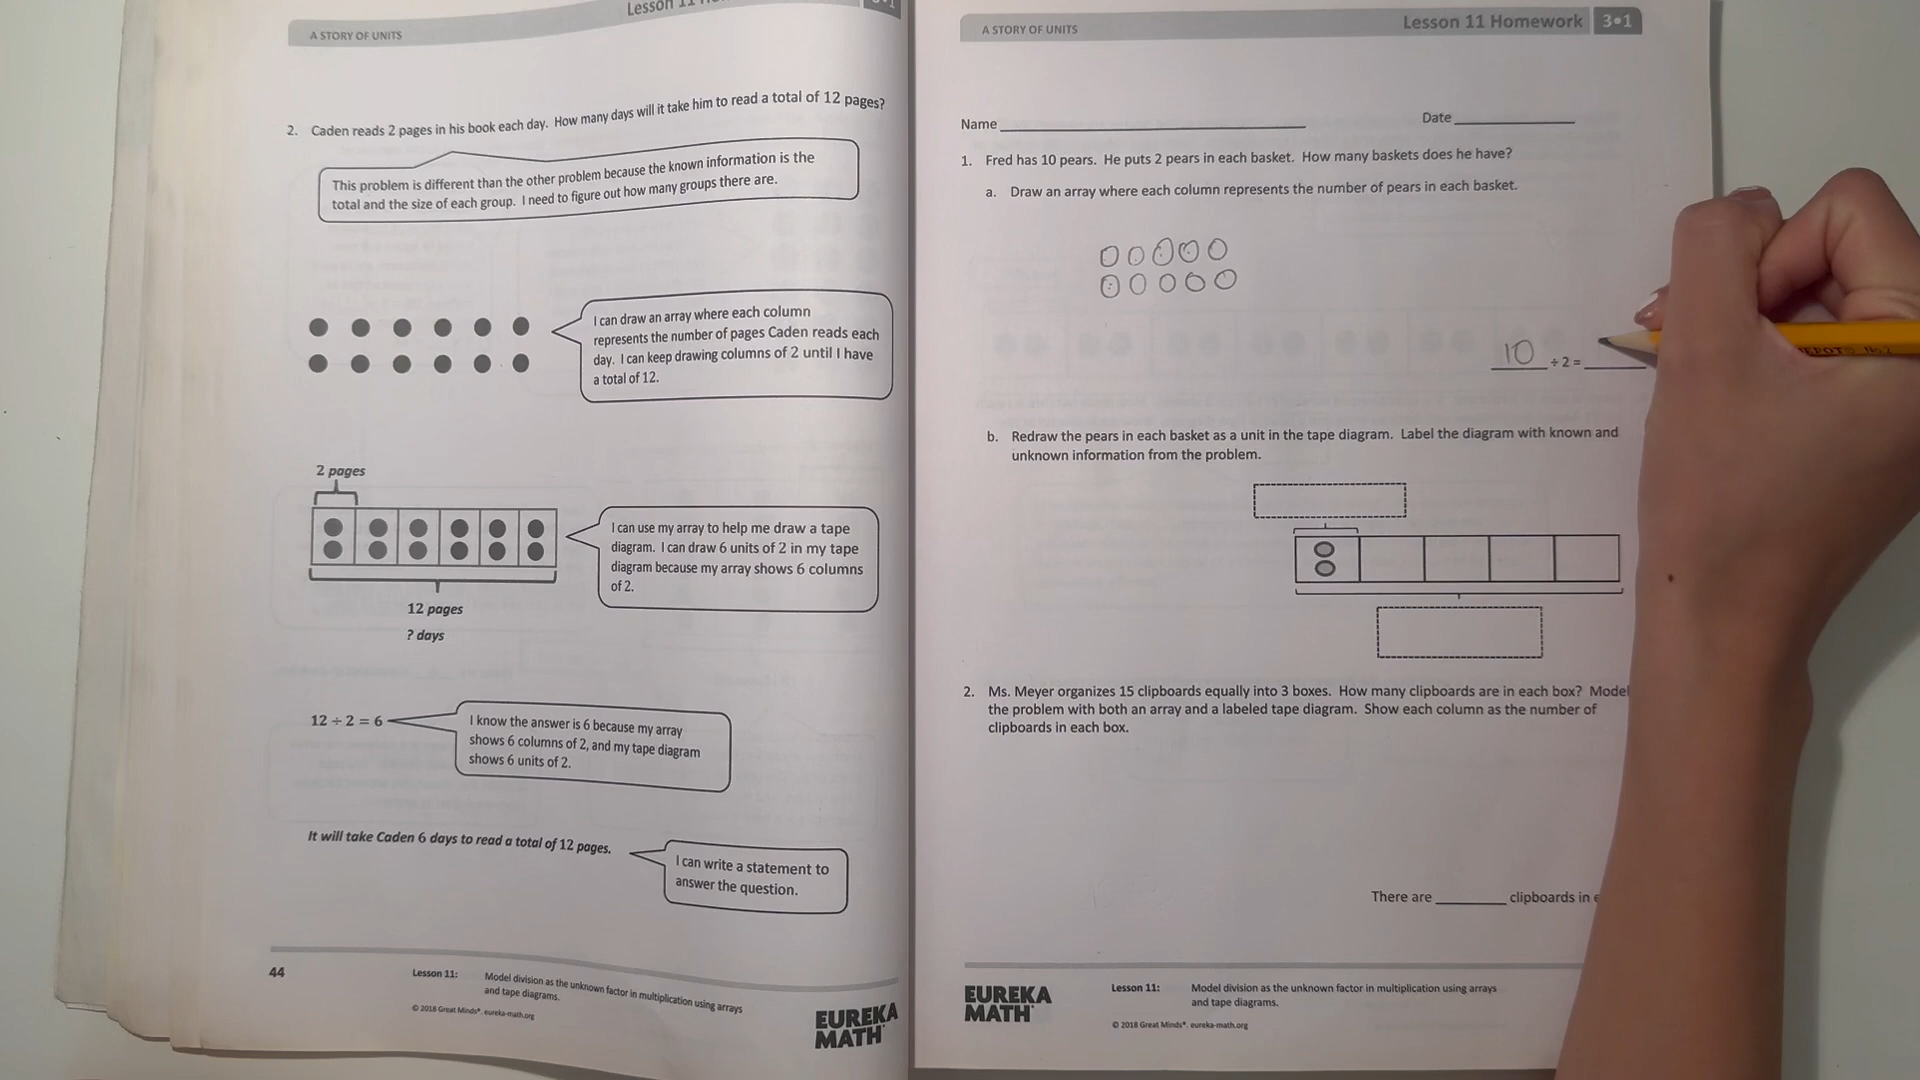 Lesson 11
A STORY OF UNITS
2. Caden reads 2 pages in his book each day. How many days will it take him to read a total of 12 pages?
This problem is different than the other problem because the known information is the
total and the size of each group. I need to figure out how many groups there are.
I can draw an array where each column
represents the number of pages Caden reads each
day. I can keep drawing columns of 2 until I have
a total of 12.
2 pages
I can use my array to help me draw a tape
diagram. I can draw 6 units of 2 in my tape
diagram because my array shows 6 columns
of 2.
12 pages
? days
12 ÷ 2 = 6
I know the answer is 6 because my array
shows 6 columns of 2, and my tape diagram
shows 6 units of 2.
It will take Caden 6 days to read a total of 12 pages.
I can write a statement to
answer the question.
44
Lesson 11: Model division as the unknown factor in multiplication using arrays
and tape diagrams.
© 2018 Great Minds®. eureka-math.org
EUREKA
MATH
A STORY OF UNITS
Lesson 11 Homework 3•1
Name
Date
1. Fred has 10 pears. He puts 2 pears in each basket. How many baskets does he have?
a. Draw an array where each column represents the number of pears in each basket.
10 ÷ 2 =
b. Redraw the pears in each basket as a unit in the tape diagram. Label the diagram with known and
unknown information from the problem.
2. Ms. Meyer organizes 15 clipboards equally into 3 boxes. How many clipboards are in each box? Model
the problem with both an array and a labeled tape diagram. Show each column as the number of
clipboards in each box.
There are ________ clipboards in
EUREKA
MATH
Lesson 11: Model division as the unknown factor in multiplication using arrays
and tape diagrams.
© 2018 Great Minds®. eureka-math.org